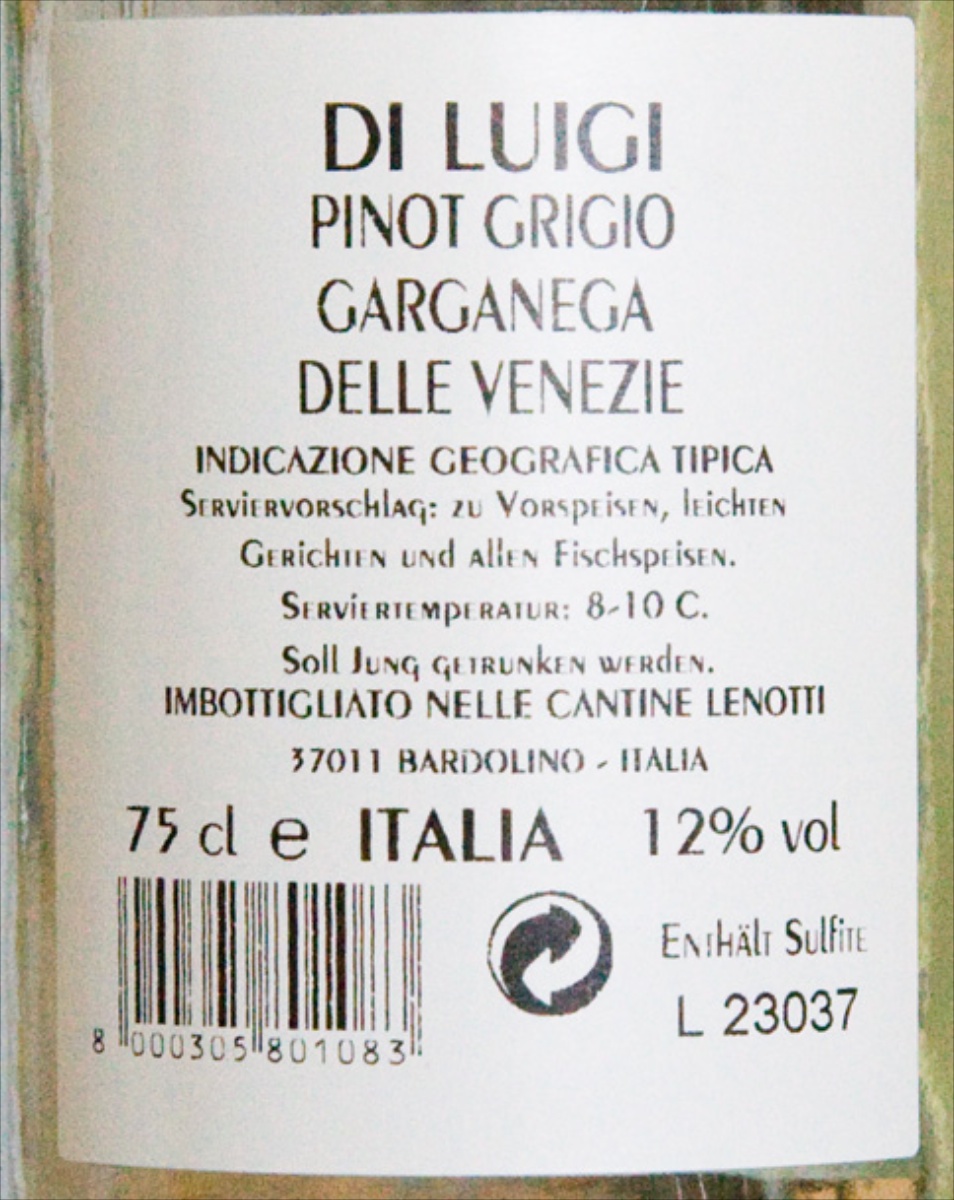 DI LUIGI
PINOT GRIGIO
GARGANEGA
DELLE VENEZIE
INDICAZIONE GEOGRAFICA TIPICA
Serviervorschlag: zu Vorspeisen, leichten
Gerichten und allen Fischspeisen.
Serviertemperatur: 8-10 C.
Soll Jung getrunken werden.
IMBOTTIGLIATO NELLE CANTINE LENOTTI
37011 BARDOLINO - ITALIA
75 cl e ITALIA 12% vol
Enthält Sulfite
L 23037
8 000305 801083